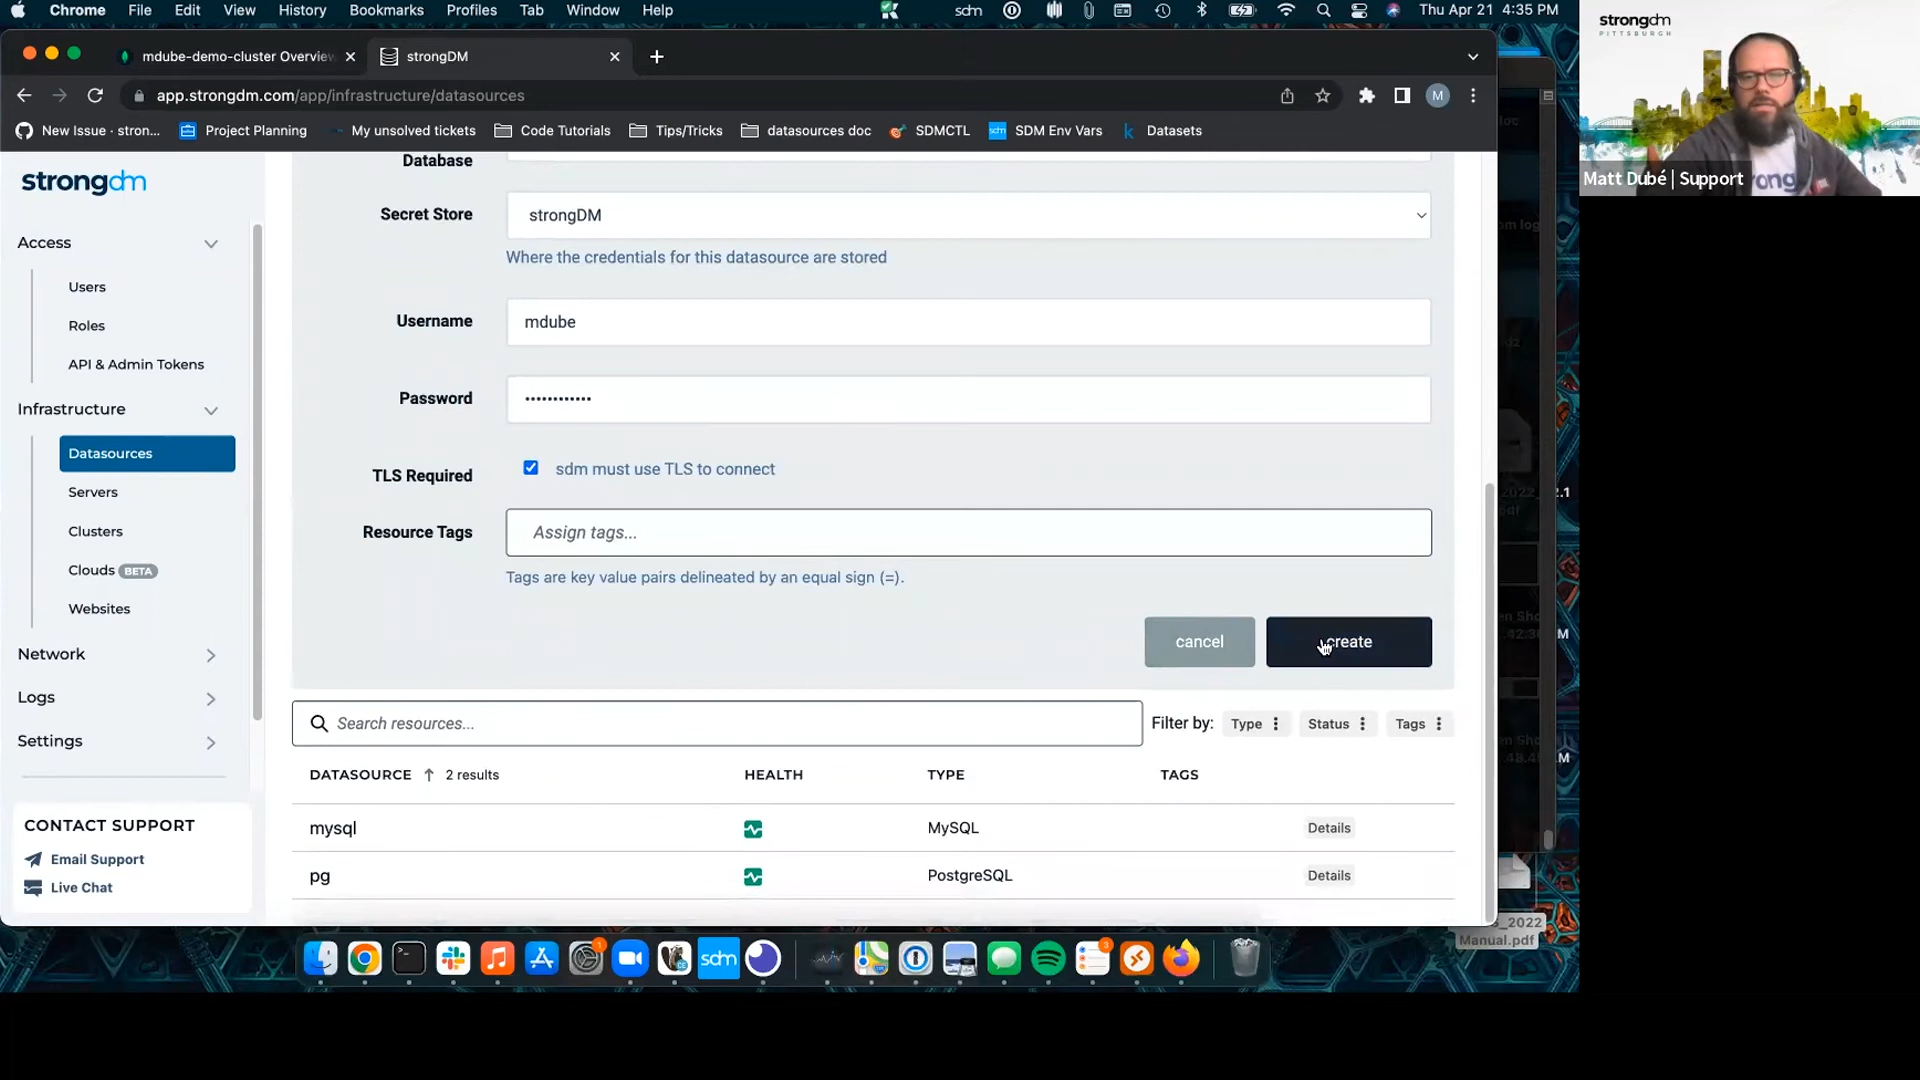 Chrome File Edit View History Bookmarks Profiles Tab Window Help
sdm
Thu Apr 21 4:35 PM
strongdm
PITTSBURGH
mdube-demo-cluster Overview
strongDM
app.strongdm.com/app/infrastructure/datasources
M
New Issue · stron...
Project Planning
My unsolved tickets
Code Tutorials
Tips/Tricks
datasources doc
SDMCTL
sdm
SDM Env Vars
k
Datasets
Matt Dubé | Support
strongdm
Database
Secret Store
strongDM
Where the credentials for this datasource are stored
Access
Users
Roles
API & Admin Tokens
Username
mdube
Password
••••••••••••
Infrastructure
Datasources
Servers
Clusters
Clouds BETA
Websites
TLS Required
sdm must use TLS to connect
Resource Tags
Assign tags...
Tags are key value pairs delineated by an equal sign (=).
cancel
create
Network
Logs
Settings
Search resources...
Filter by:
Type
Status
Tags
DATASOURCE
2 results
HEALTH
TYPE
TAGS
mysql
MySQL
Details
pg
PostgreSQL
Details
CONTACT SUPPORT
Email Support
Live Chat
_2022
Manual.pdf
1
CE
sdm
3